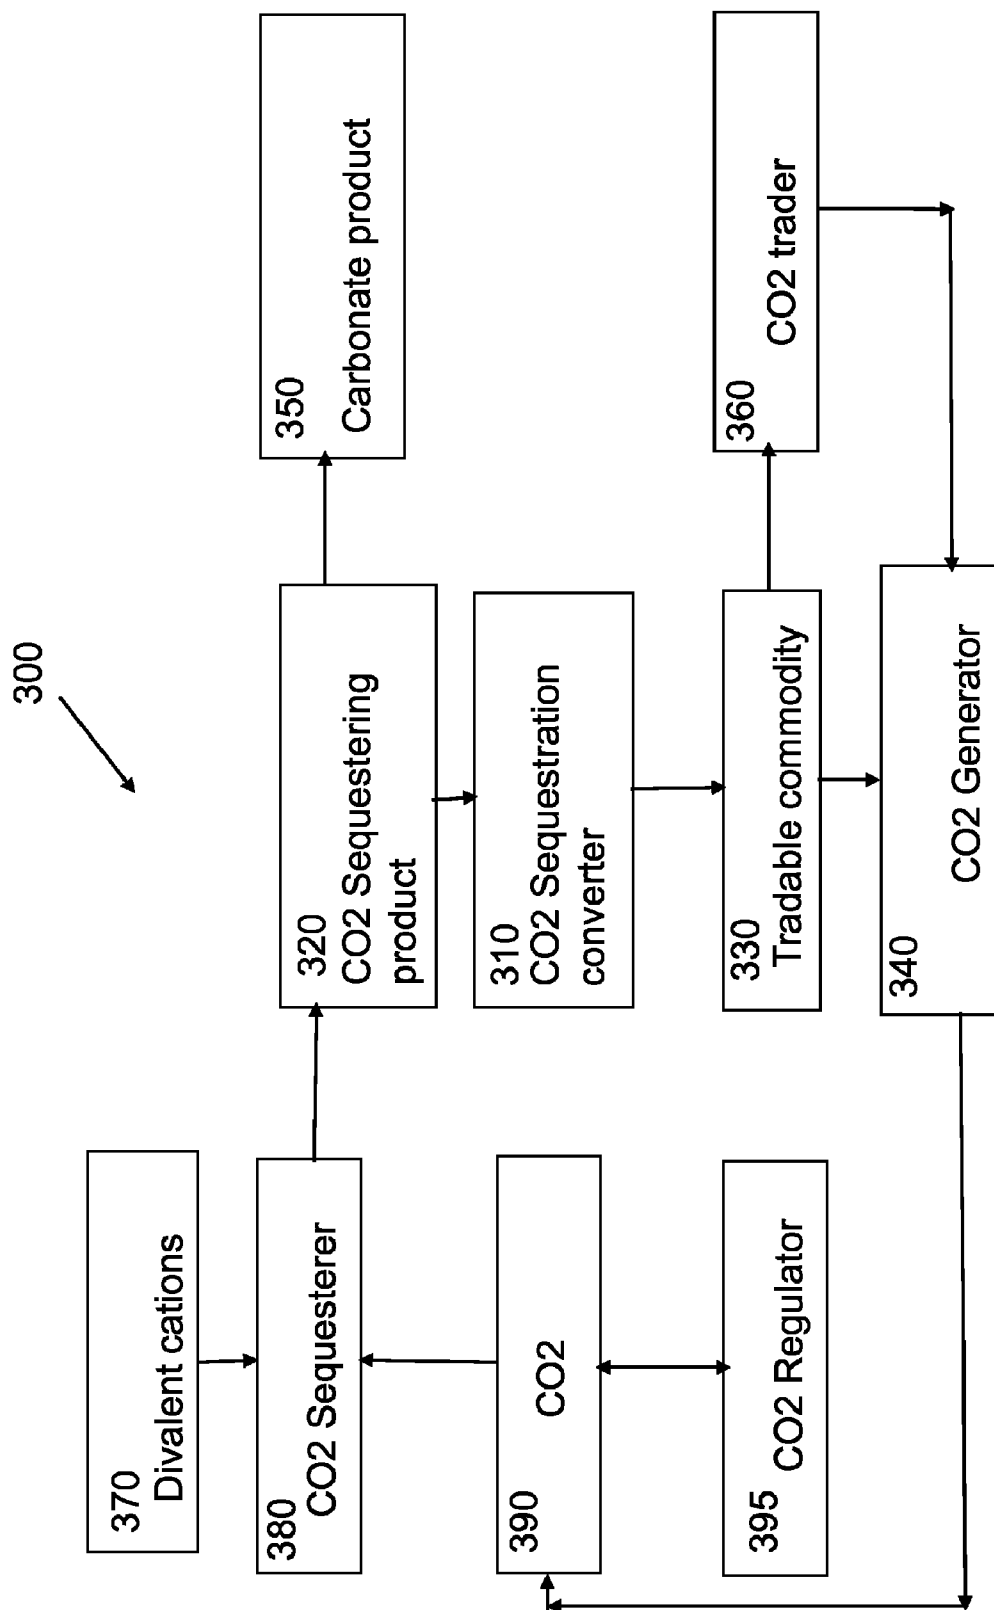 300
370
Divalent cations
380
CO2 Sequesterer
390
CO2
395
CO2 Regulator
320
CO2 Sequestering
product
310
CO2 Sequestration
converter
330
Tradable commodity
340
CO2 Generator
350
Carbonate product
360
CO2 trader